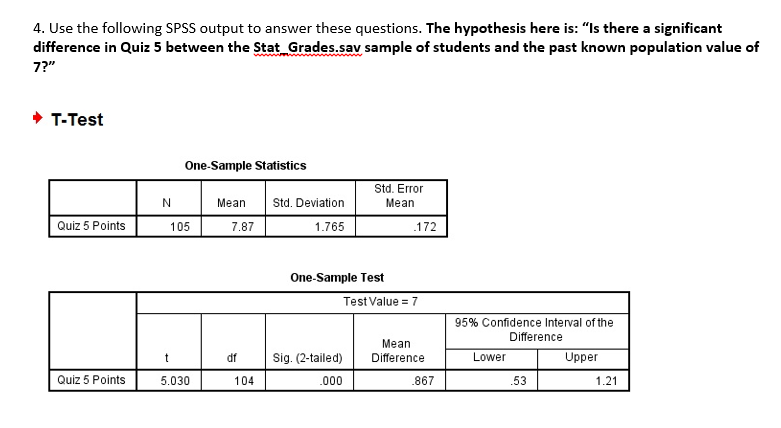 4. Use the following SPSS output to answer these questions. The hypothesis here is: “Is there a significant
difference in Quiz 5 between the Stat_Grades.sav sample of students and the past known population value of
7?”
T-Test
One-Sample Statistics
N Mean Std. Deviation Std. Error Mean
Quiz 5 Points 105 7.87 1.765 .172
One-Sample Test
Test Value = 7
t df Sig. (2-tailed) Mean Difference 95% Confidence Interval of the Difference
Lower Upper
Quiz 5 Points 5.030 104 .000 .867 .53 1.21